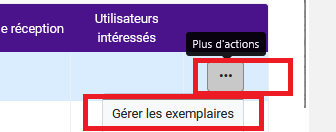 e réception
Utilisateurs
intéressés
Plus d'actions
...
Gérer les exemplaires